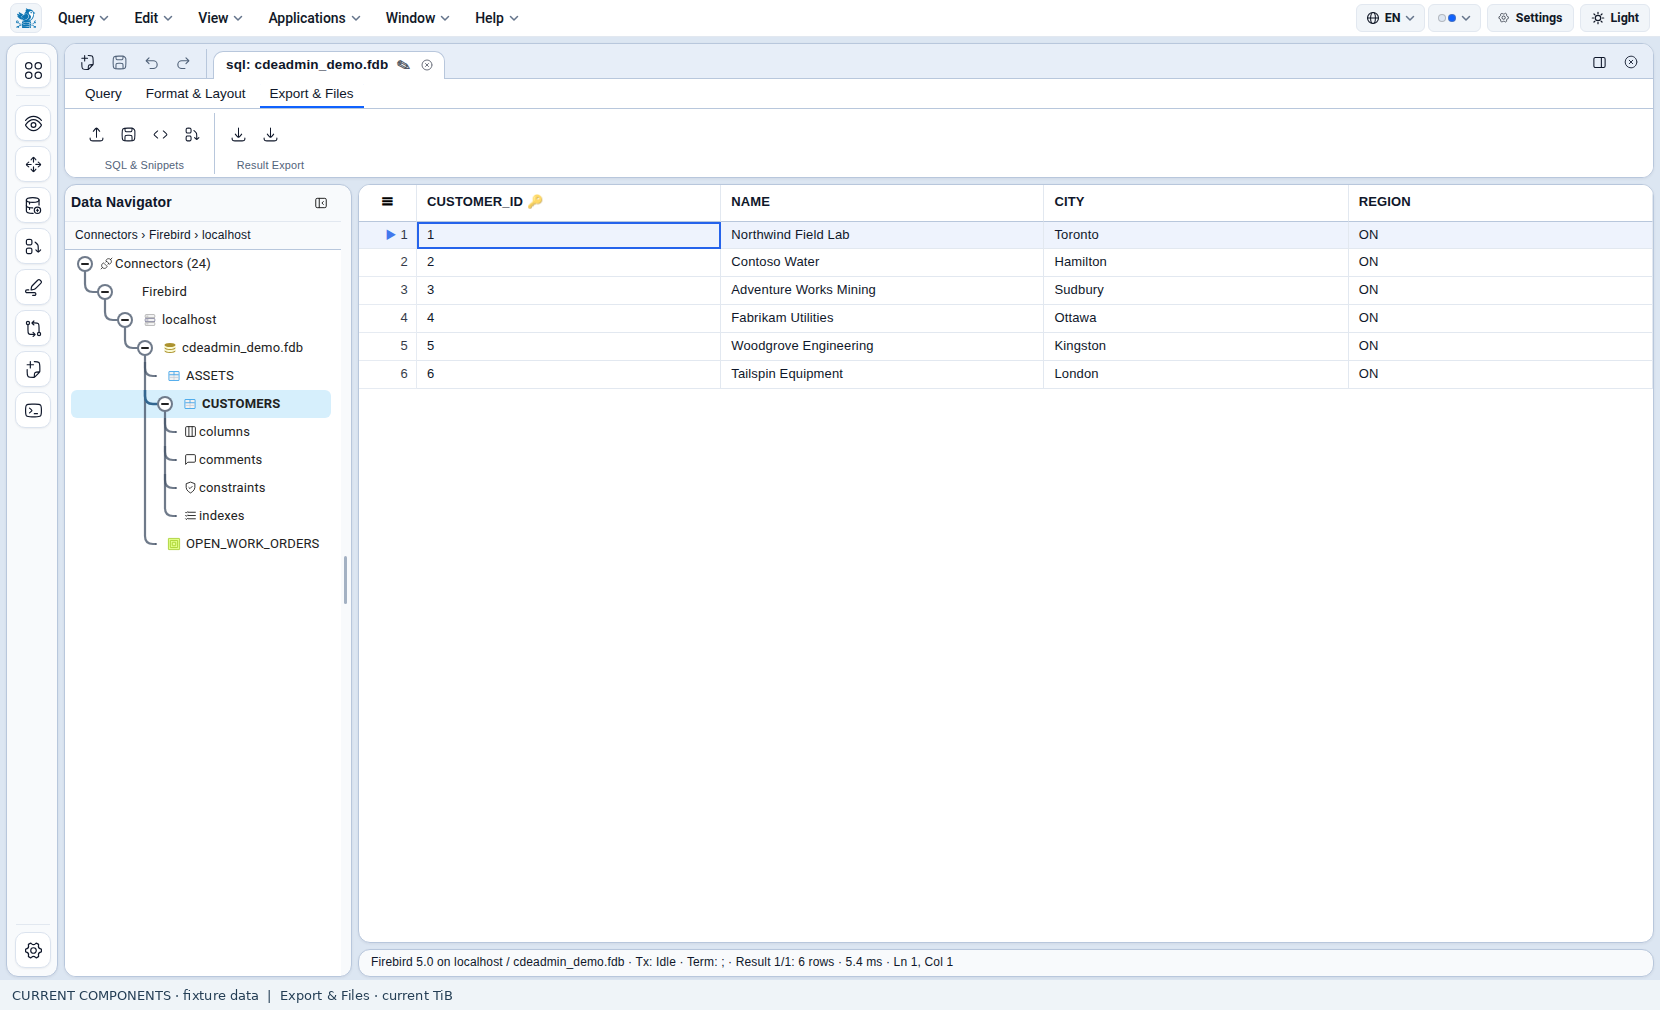 Query Edit View Applications Window Help EN Settings Light
sql: cdeadmin_demo.fdb
Query Format & Layout Export & Files
SQL & Snippets Result Export
Data Navigator
Connectors › Firebird › localhost
Connectors (24)
Firebird
localhost
cdeadmin_demo.fdb
ASSETS
CUSTOMERS
columns
comments
constraints
indexes
OPEN_WORK_ORDERS
CUSTOMER_ID NAME CITY REGION
1 1 Northwind Field Lab Toronto ON
2 2 Contoso Water Hamilton ON
3 3 Adventure Works Mining Sudbury ON
4 4 Fabrikam Utilities Ottawa ON
5 5 Woodgrove Engineering Kingston ON
6 6 Tailspin Equipment London ON
Firebird 5.0 on localhost / cdeadmin_demo.fdb · Tx: Idle · Term: ; · Result 1/1: 6 rows · 5.4 ms · Ln 1, Col 1
CURRENT COMPONENTS · fixture data | Export & Files · current TiB